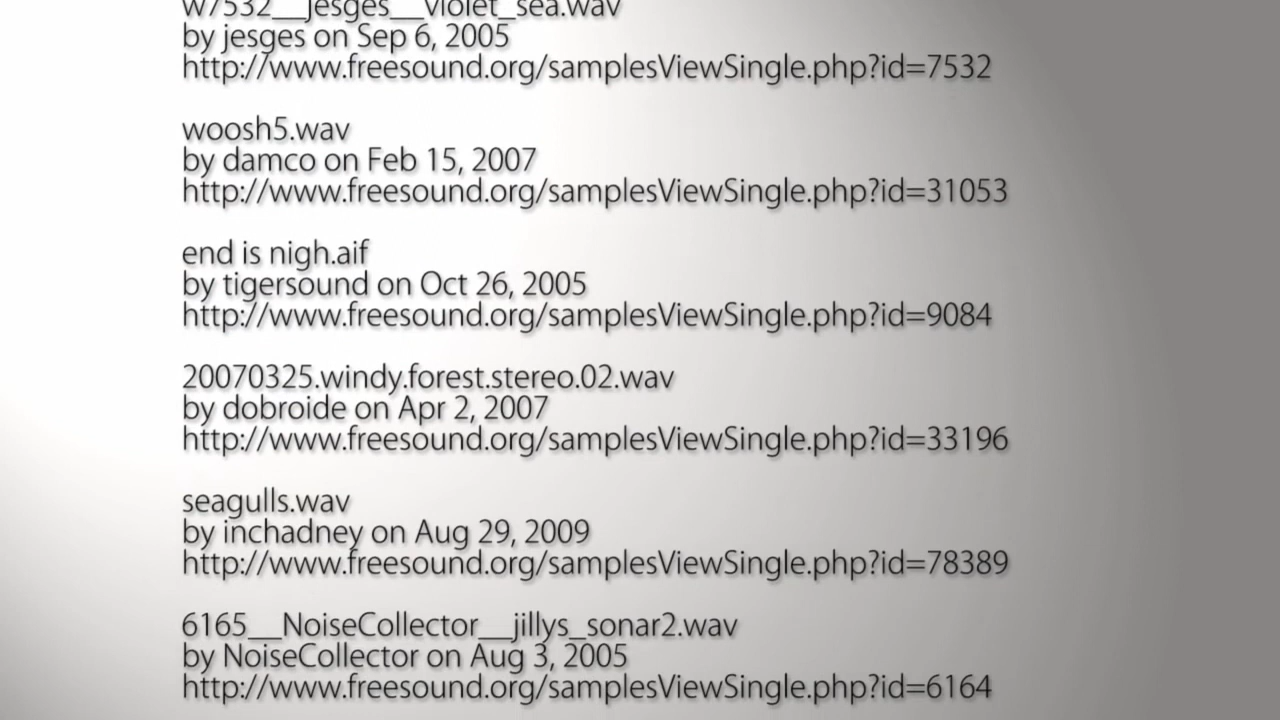 w7532__jesges__violet_sea.wav
by jesges on Sep 6, 2005
http://www.freesound.org/samplesViewSingle.php?id=7532
woosh5.wav
by damco on Feb 15, 2007
http://www.freesound.org/samplesViewSingle.php?id=31053
end is nigh.aif
by tigersound on Oct 26, 2005
http://www.freesound.org/samplesViewSingle.php?id=9084
20070325.windy.forest.stereo.02.wav
by dobroide on Apr 2, 2007
http://www.freesound.org/samplesViewSingle.php?id=33196
seagulls.wav
by inchadney on Aug 29, 2009
http://www.freesound.org/samplesViewSingle.php?id=78389
6165__NoiseCollector__jillys_sonar2.wav
by NoiseCollector on Aug 3, 2005
http://www.freesound.org/samplesViewSingle.php?id=6164